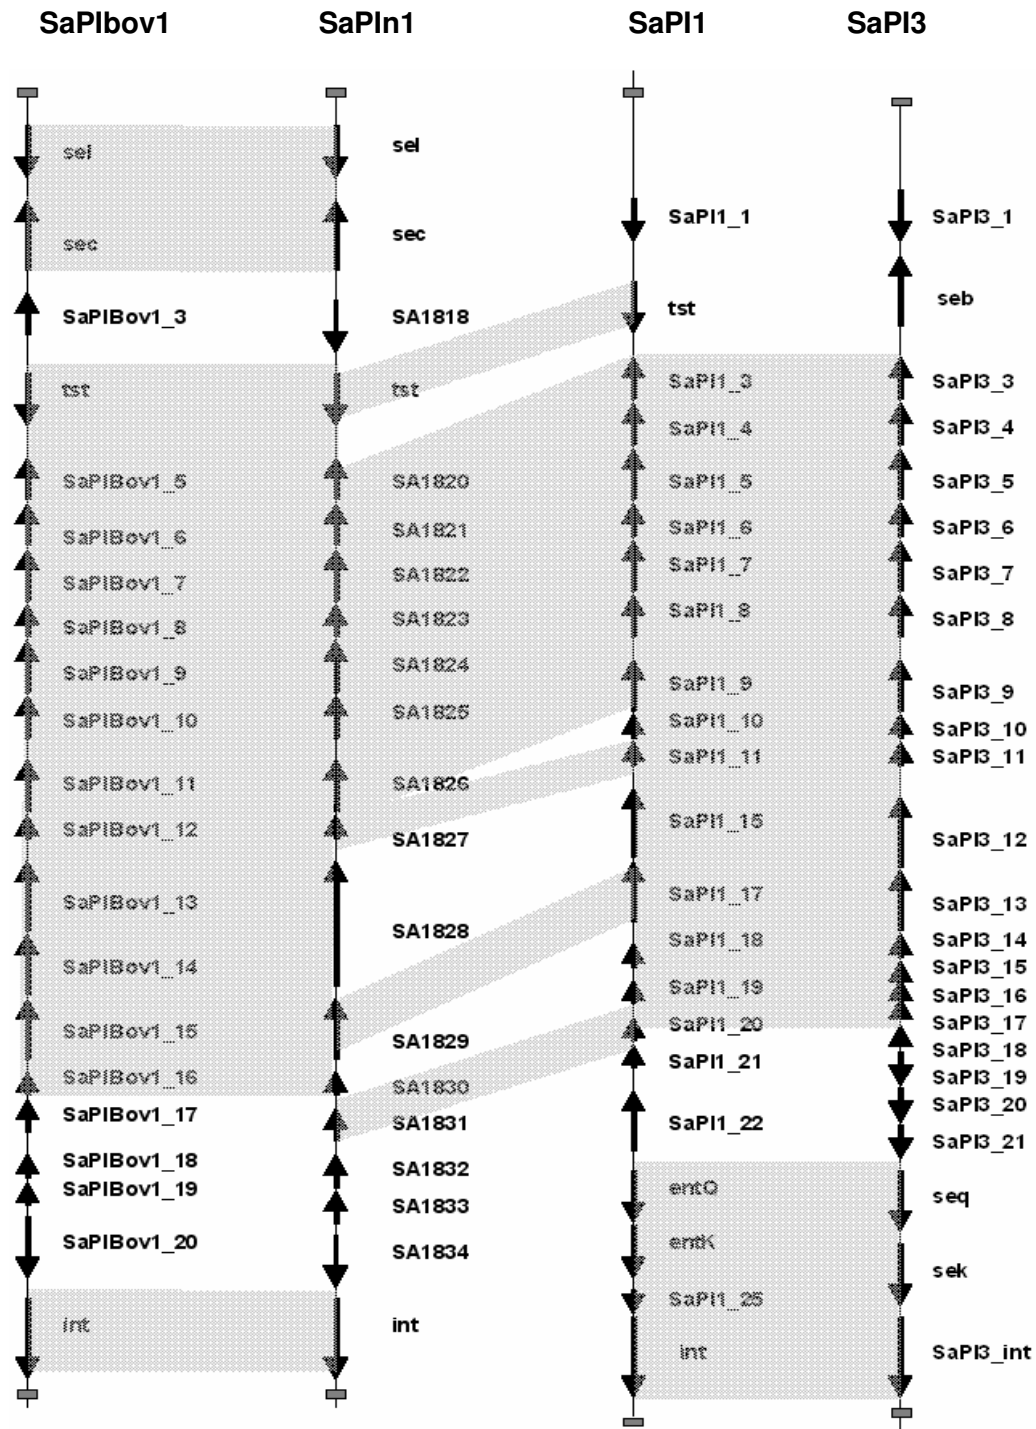 SaPIbov1 SaPIn1 SaPI1 SaPI3
sel
sec
SaPIBov1_3
tst
SaPIBov1_5
SaPIBov1_6
SaPIBov1_7
SaPIBov1_8
SaPIBov1_9
SaPIBov1_10
SaPIBov1_11
SaPIBov1_12
SaPIBov1_13
SaPIBov1_14
SaPIBov1_15
SaPIBov1_16
SaPIBov1_17
SaPIBov1_18
SaPIBov1_19
SaPIBov1_20
int
sel
sec
SA1818
tst
SA1820
SA1821
SA1822
SA1823
SA1824
SA1825
SA1826
SA1827
SA1828
SA1829
SA1830
SA1831
SA1832
SA1833
SA1834
int
SaPI1_1
tst
SaPI1_3
SaPI1_4
SaPI1_5
SaPI1_6
SaPI1_7
SaPI1_8
SaPI1_9
SaPI1_10
SaPI1_11
SaPI1_15
SaPI1_17
SaPI1_18
SaPI1_19
SaPI1_20
SaPI1_21
SaPI1_22
entQ
entK
SaPI1_25
int
SaPI3_1
seb
SaPI3_3
SaPI3_4
SaPI3_5
SaPI3_6
SaPI3_7
SaPI3_8
SaPI3_9
SaPI3_10
SaPI3_11
SaPI3_12
SaPI3_13
SaPI3_14
SaPI3_15
SaPI3_16
SaPI3_17
SaPI3_18
SaPI3_19
SaPI3_20
SaPI3_21
seq
sek
SaPI3_int